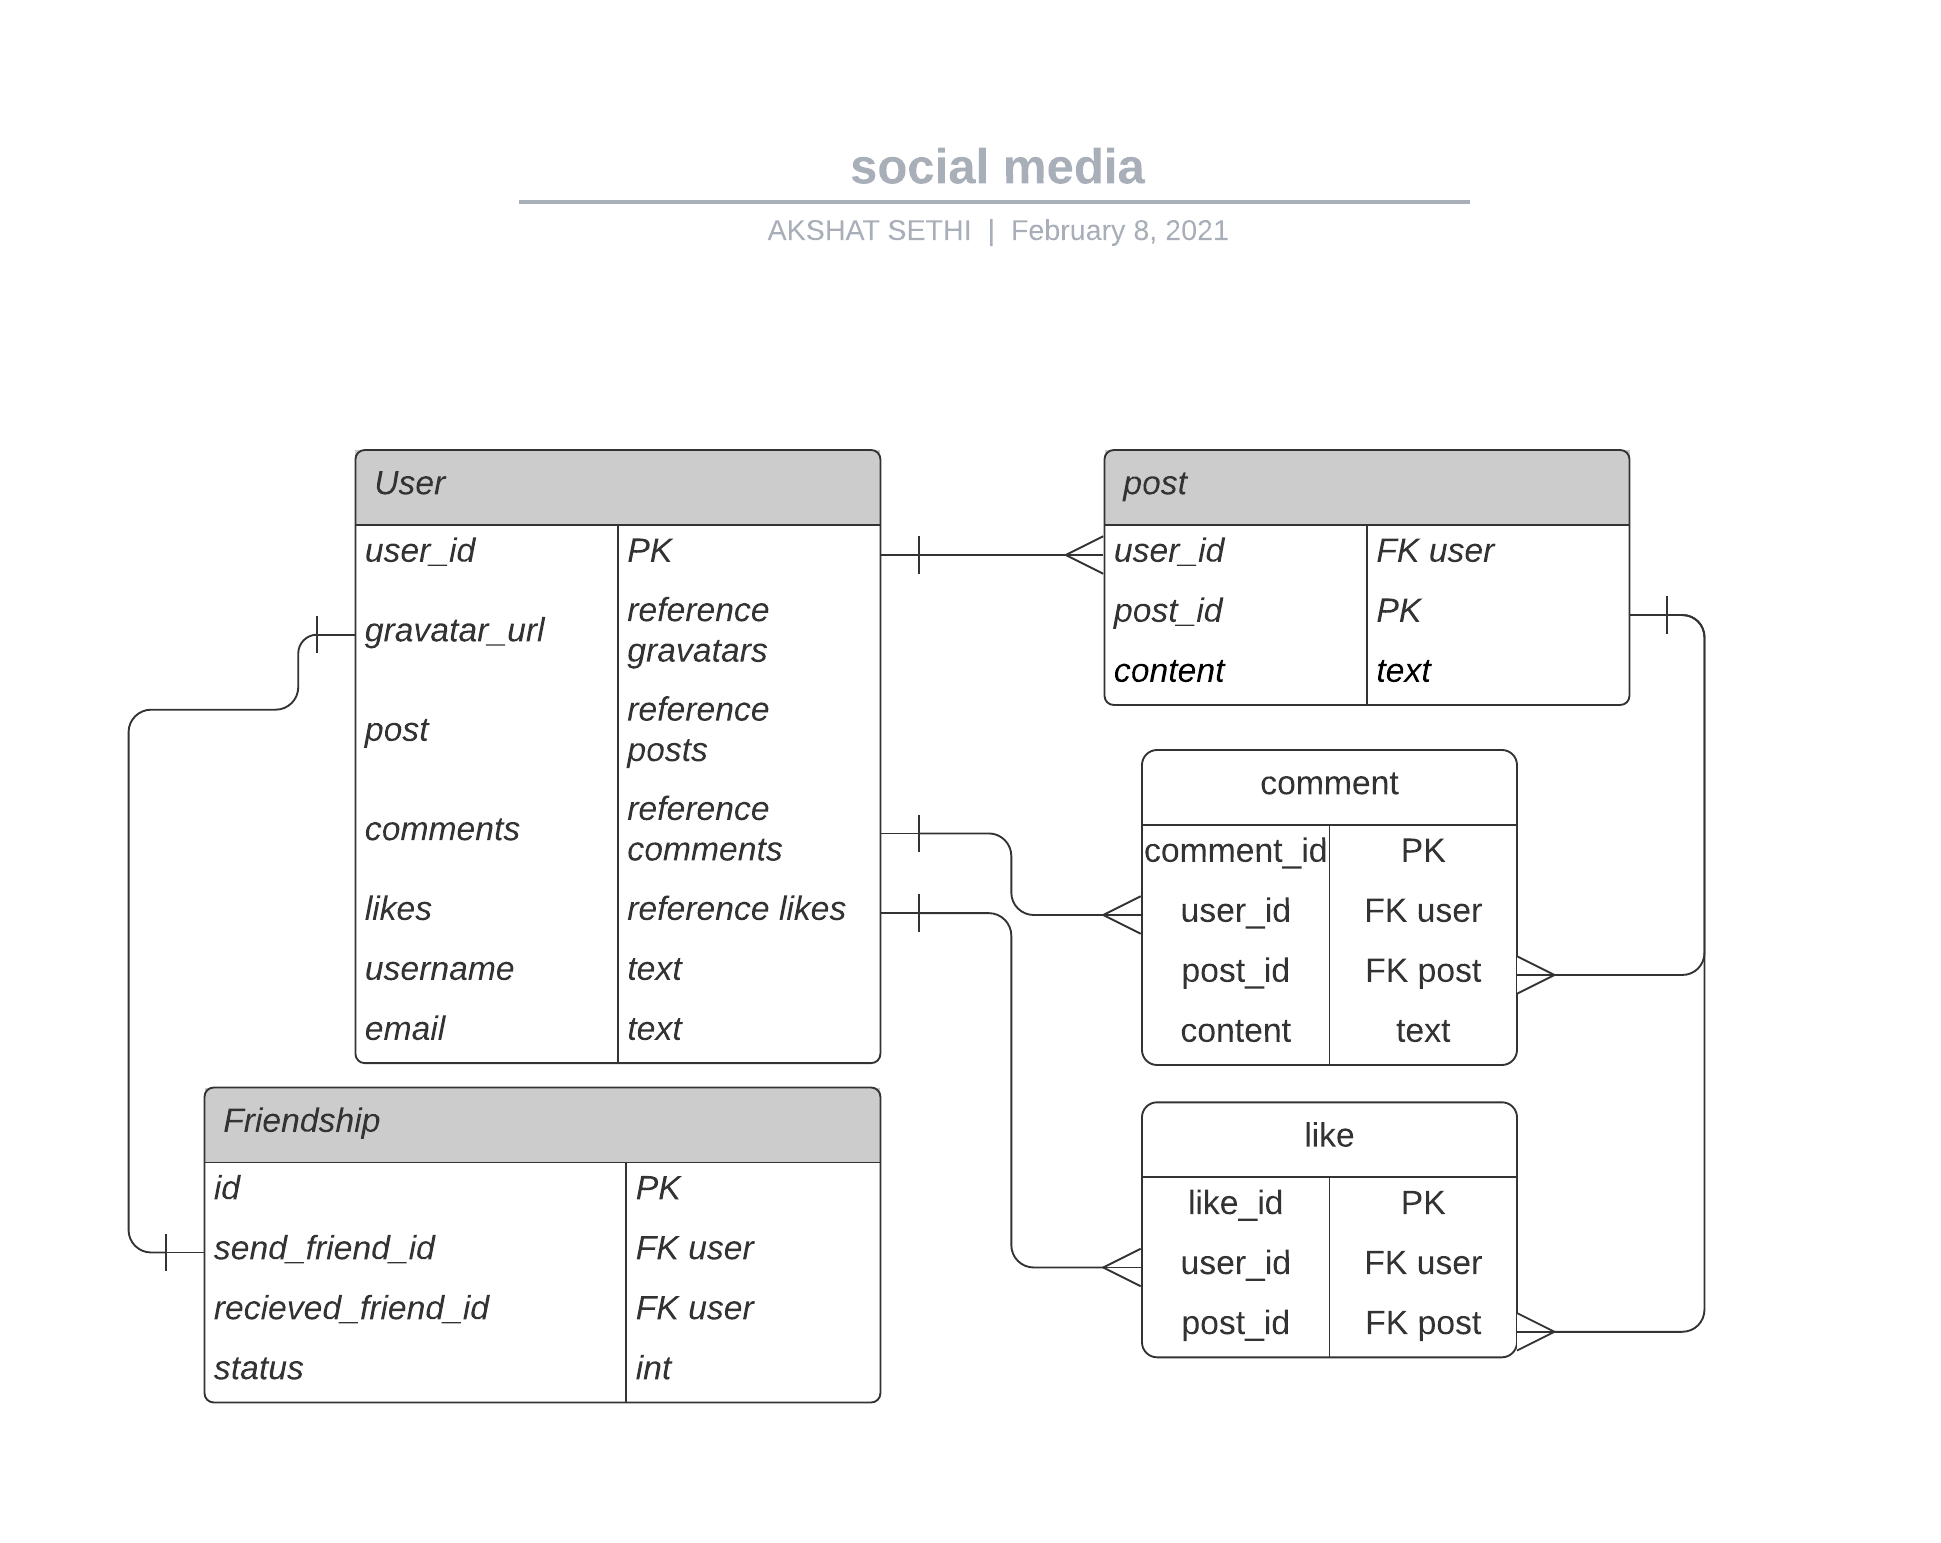 social media
AKSHAT SETHI | February 8, 2021
User
user_id PK
gravatar_url reference
gravatars
post reference
posts
comments reference
comments
likes reference likes
username text
email text
post
user_id FK user
post_id PK
content text
comment
comment_id PK
user_id FK user
post_id FK post
content text
Friendship
id PK
send_friend_id FK user
recieved_friend_id FK user
status int
like
like_id PK
user_id FK user
post_id FK post